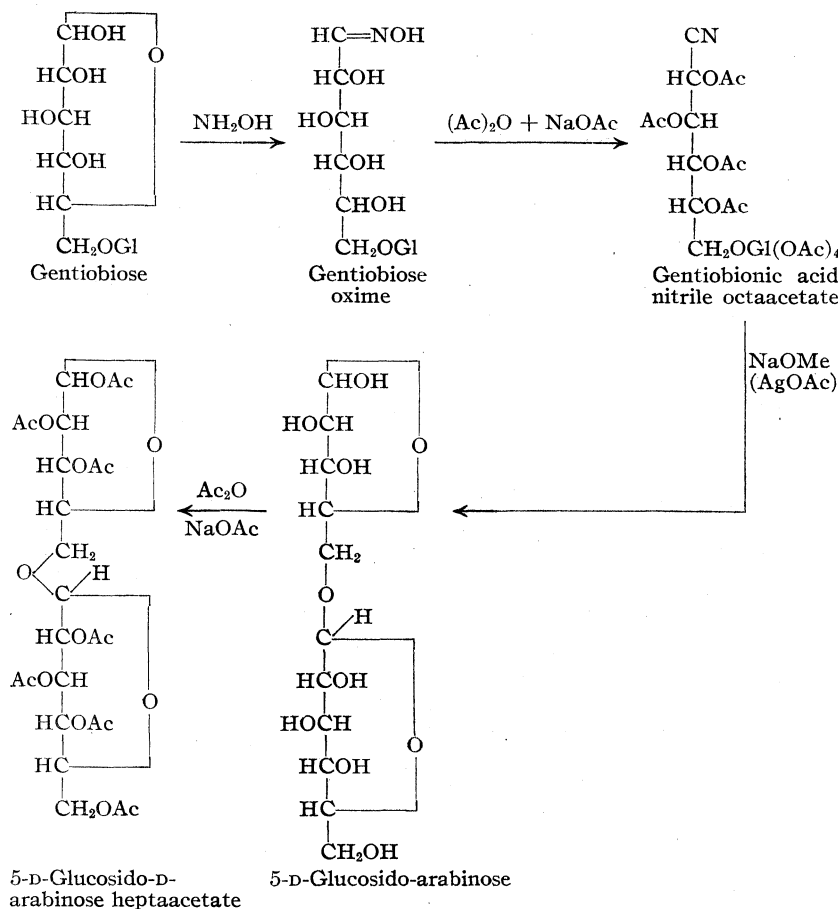 CHOH
O
HCOH
HOCH
HCOH
HC
CH₂OGl
Gentiobiose
NH₂OH
HC=NOH
HCOH
HOCH
HCOH
CHOH
CH₂OGl
Gentiobiose
oxime
(Ac)₂O + NaOAc
CN
HCOAc
AcOCH
HCOAc
HCOAc
CH₂OGl(OAc)₄
Gentiobionic acid
nitrile octaacetate
NaOMe
(AgOAc)
CHOH
HOCH
O
HCOH
HC
CH₂
O
H
C
HCOH
HOCH
O
HCOH
HC
CH₂OH
5-D-Glucosido-arabinose
Ac₂O
NaOAc
CHOAc
AcOCH
O
HCOAc
HC
CH₂
O
H
C
HCOAc
AcOCH
O
HCOAc
HC
CH₂OAc
5-D-Glucosido-D-
arabinose heptaacetate